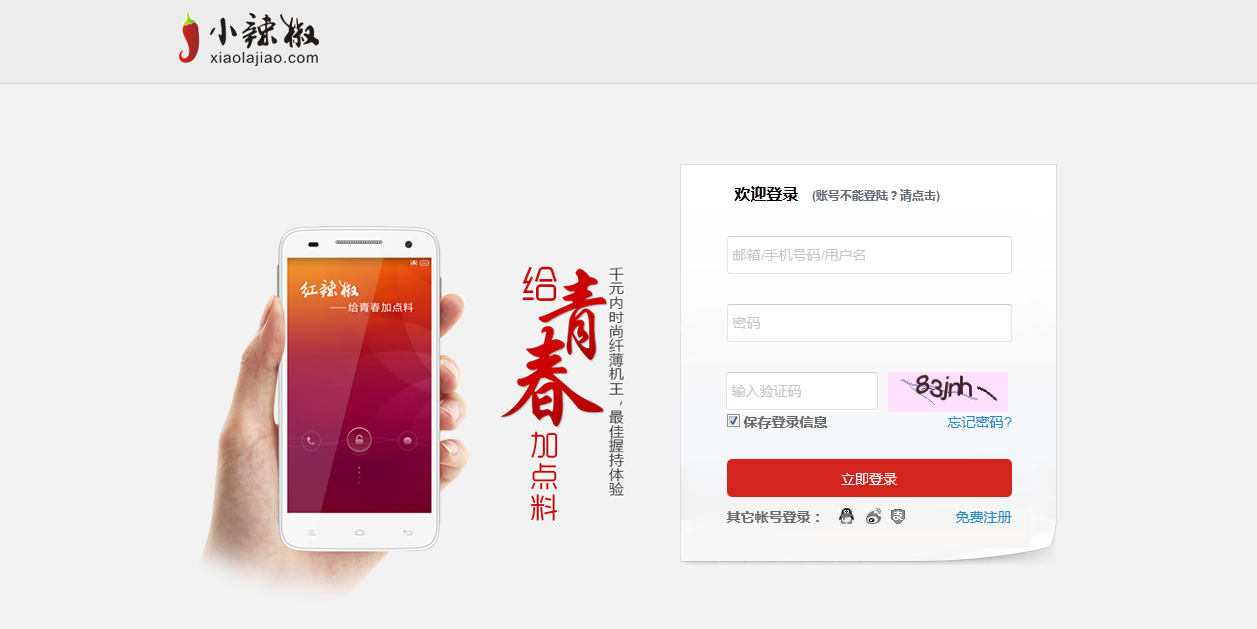 小辣椒
xiaolajiao.com
红辣椒
——给青春加点料
给青春加点料
千元内时尚纤薄机王，最佳握持体验
欢迎登录 (账号不能登陆？请点击)
邮箱/手机号码/用户名
密码
输入验证码 83jnh
保存登录信息 忘记密码?
立即登录
其它帐号登录： 免费注册